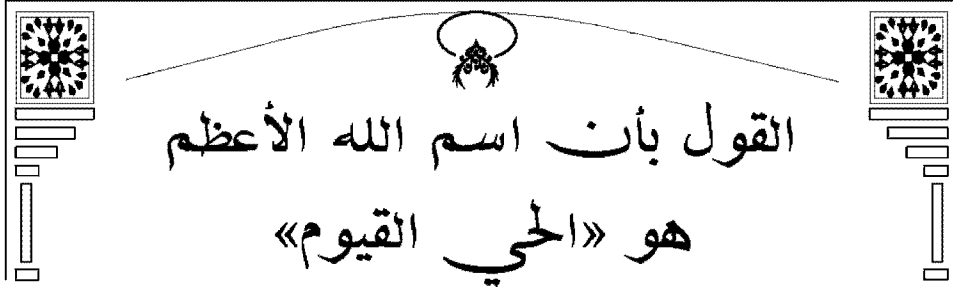 القول بأن اسم الله الأعظم
هو «الحي القيوم»